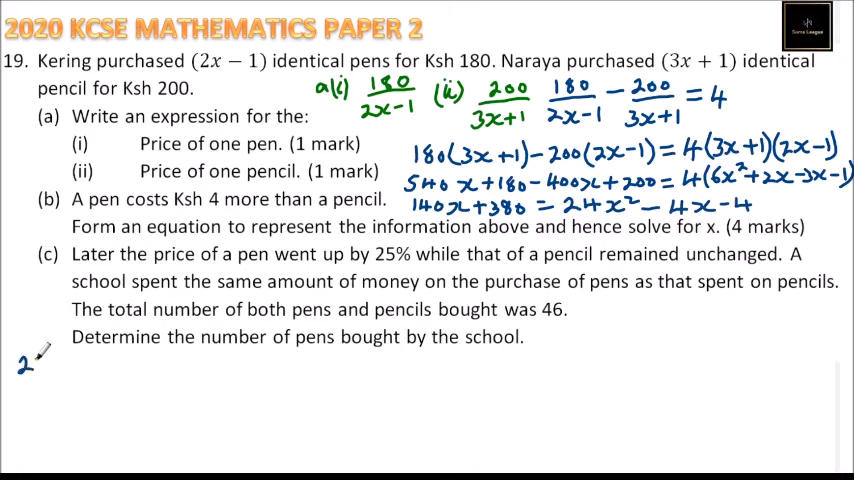 2020 KCSE MATHEMATICS PAPER 2
Soma League
19. Kering purchased (2x − 1) identical pens for Ksh 180. Naraya purchased (3x + 1) identical
pencil for Ksh 200.
a(i) 180/(2x-1) (ii) 200/(3x+1) 180/(2x-1) - 200/(3x+1) = 4
(a) Write an expression for the:
(i) Price of one pen. (1 mark)
180(3x+1)-200(2x-1)=4(3x+1)(2x-1)
(ii) Price of one pencil. (1 mark)
540x+180-400x+200=4(6x²+2x-3x-1)
(b) A pen costs Ksh 4 more than a pencil.
140x+380=24x²-4x-4
Form an equation to represent the information above and hence solve for x. (4 marks)
(c) Later the price of a pen went up by 25% while that of a pencil remained unchanged. A
school spent the same amount of money on the purchase of pens as that spent on pencils.
The total number of both pens and pencils bought was 46.
Determine the number of pens bought by the school.
2